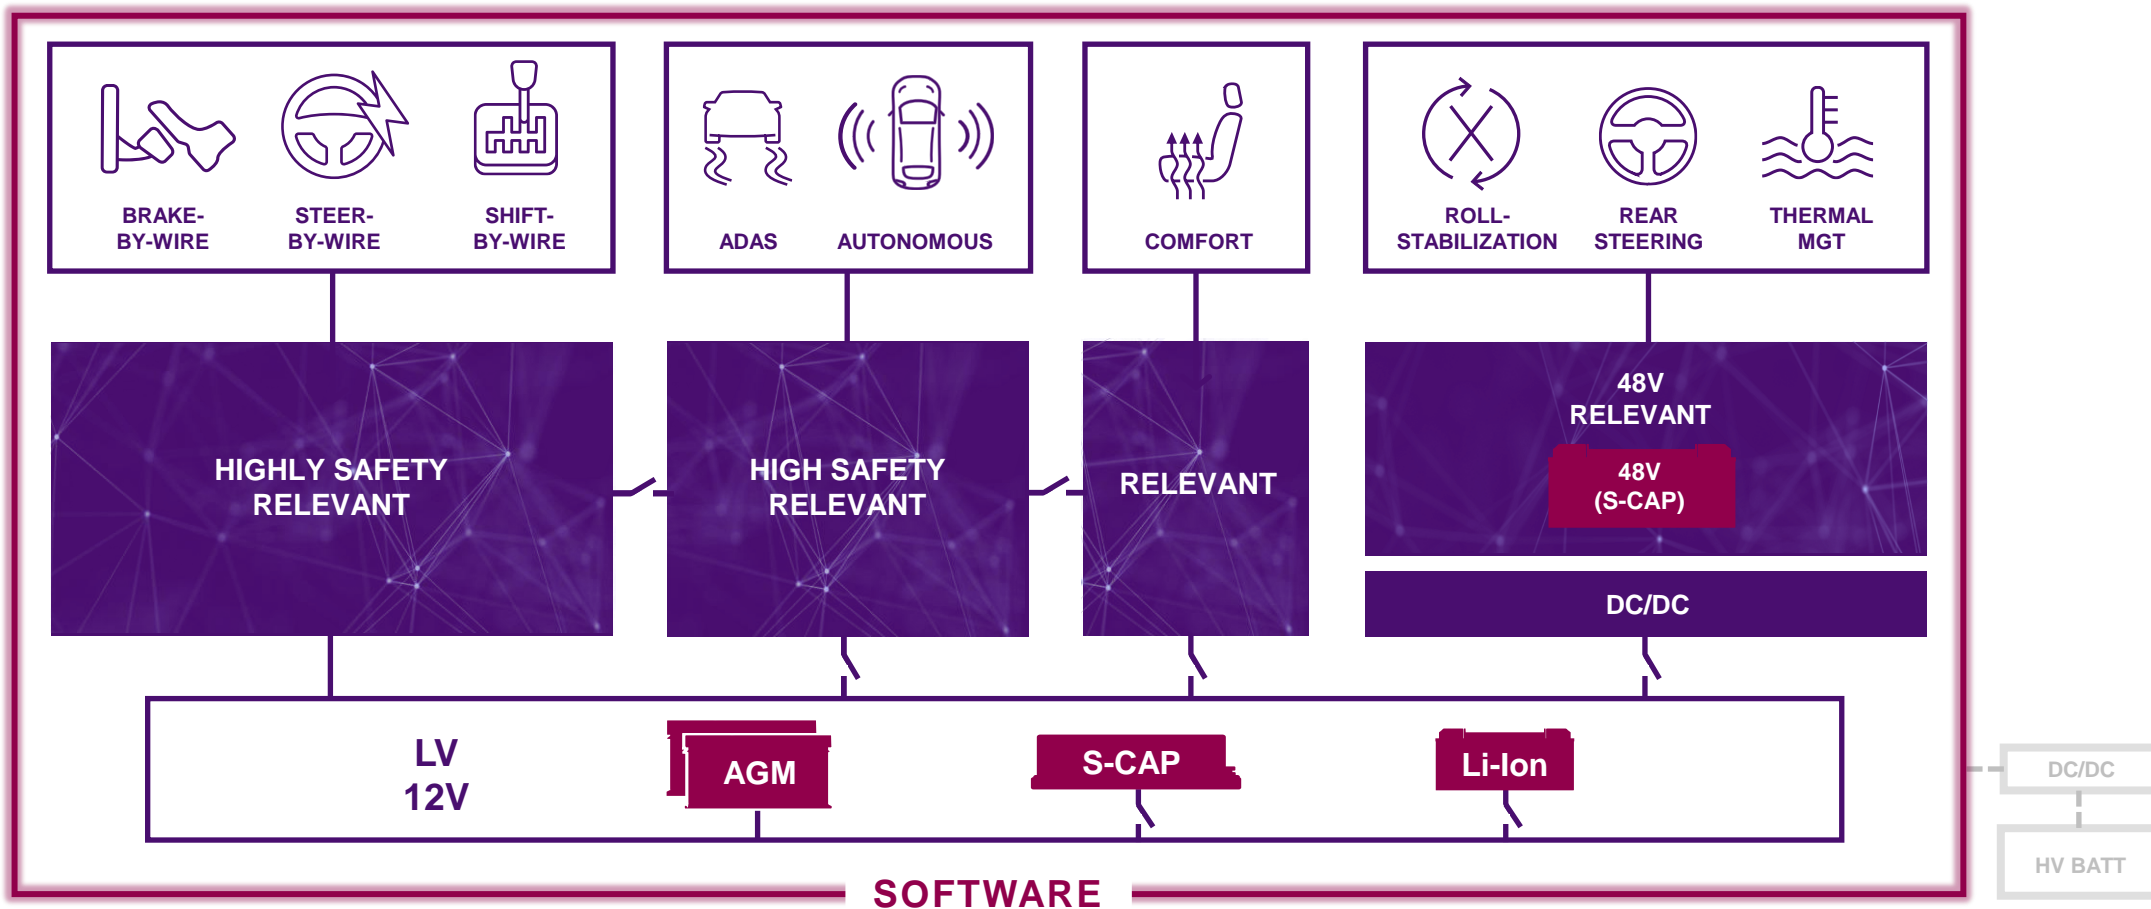 BRAKE-
BY-WIRE
STEER-
BY-WIRE
SHIFT-
BY-WIRE
ADAS
AUTONOMOUS
COMFORT
ROLL-
STABILIZATION
REAR
STEERING
THERMAL
MGT
HIGHLY SAFETY
RELEVANT
HIGH SAFETY
RELEVANT
RELEVANT
48V
RELEVANT
48V
(S-CAP)
DC/DC
LV
12V
AGM
S-CAP
Li-Ion
DC/DC
HV BATT
SOFTWARE